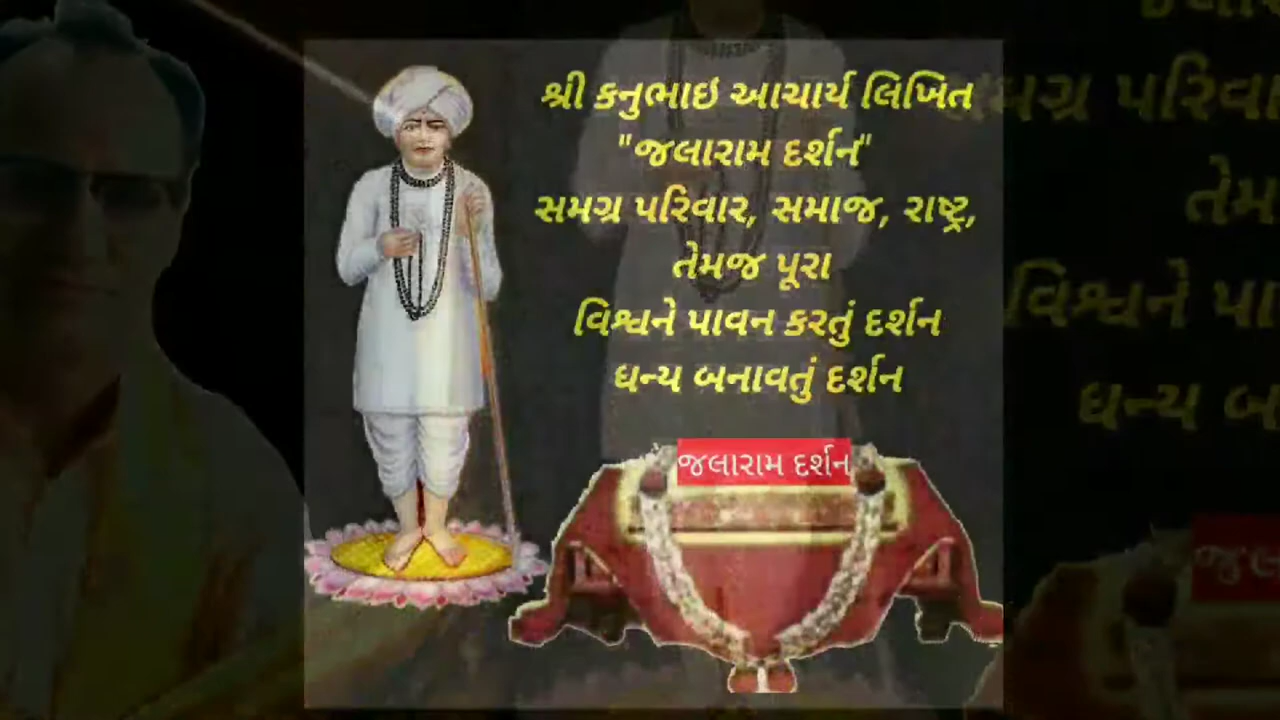 શ્રી કનુભાઇ આચાર્ય લિખિત
"જલારામ દર્શન"
સમગ્ર પરિવાર, સમાજ, રાષ્ટ્ર,
તેમજ પૂરા
વિશ્વને પાવન કરતું દર્શન
ધન્ય બનાવતું દર્શન
જલારામ દર્શન